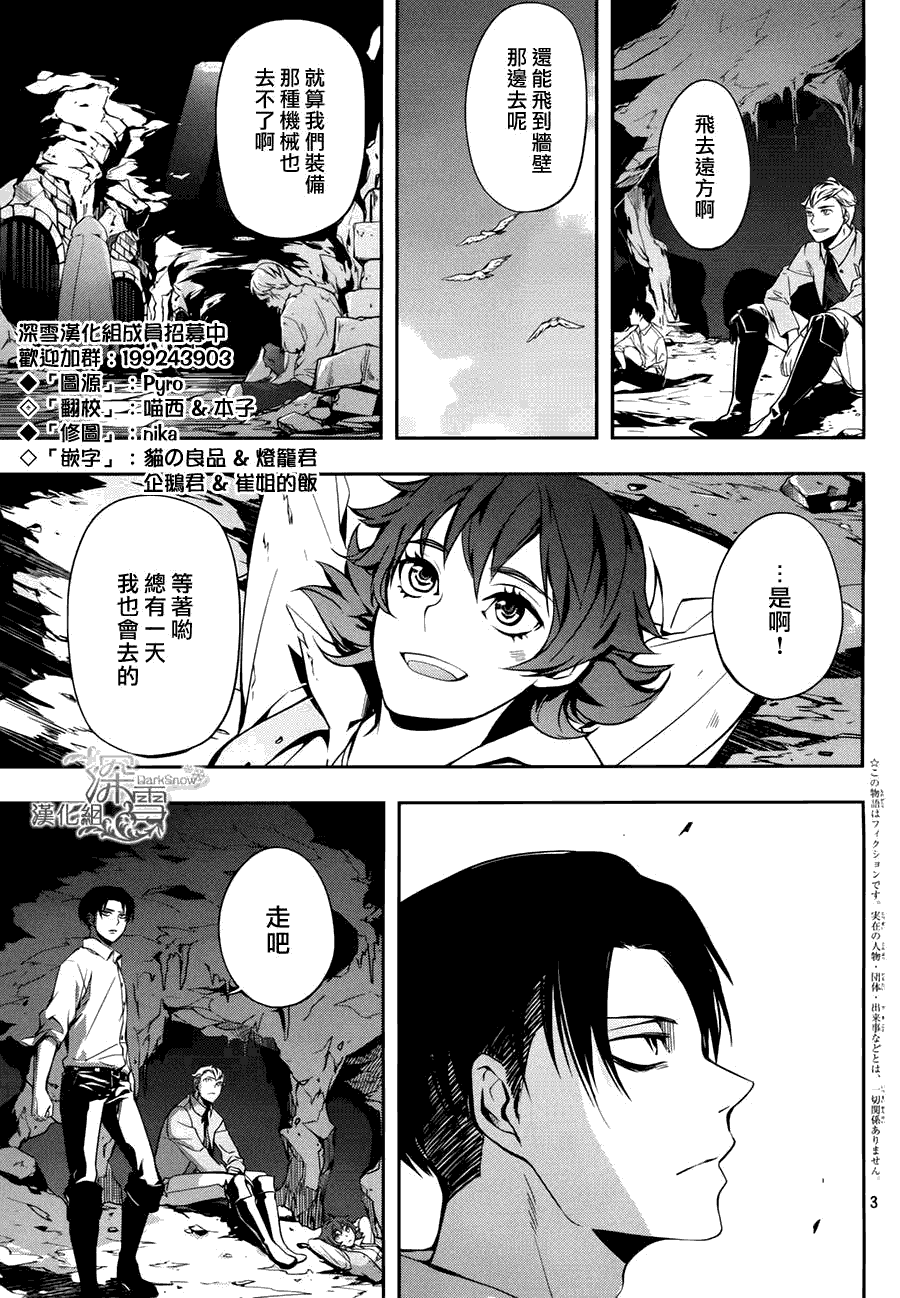 飛去遠方啊
還能飛到牆壁
那邊去呢
就算我們裝備
那種機械也
去不了啊
深雪漢化組成員招募中
歡迎加群：199243903
◆「圖源」：Pyro
◇「翻校」：喵西 & 本子
◆「修圖」：nika
◇「嵌字」：貓の良品 & 燈籠君
企鵝君 & 崔姐的飯
…是啊！
等著喲
總有一天
我也會去的
深雪
DarkSnow
漢化組
☆この物語はフィクションです。実在の人物・団体・出来事などとは、一切関係ありません。
走吧
3